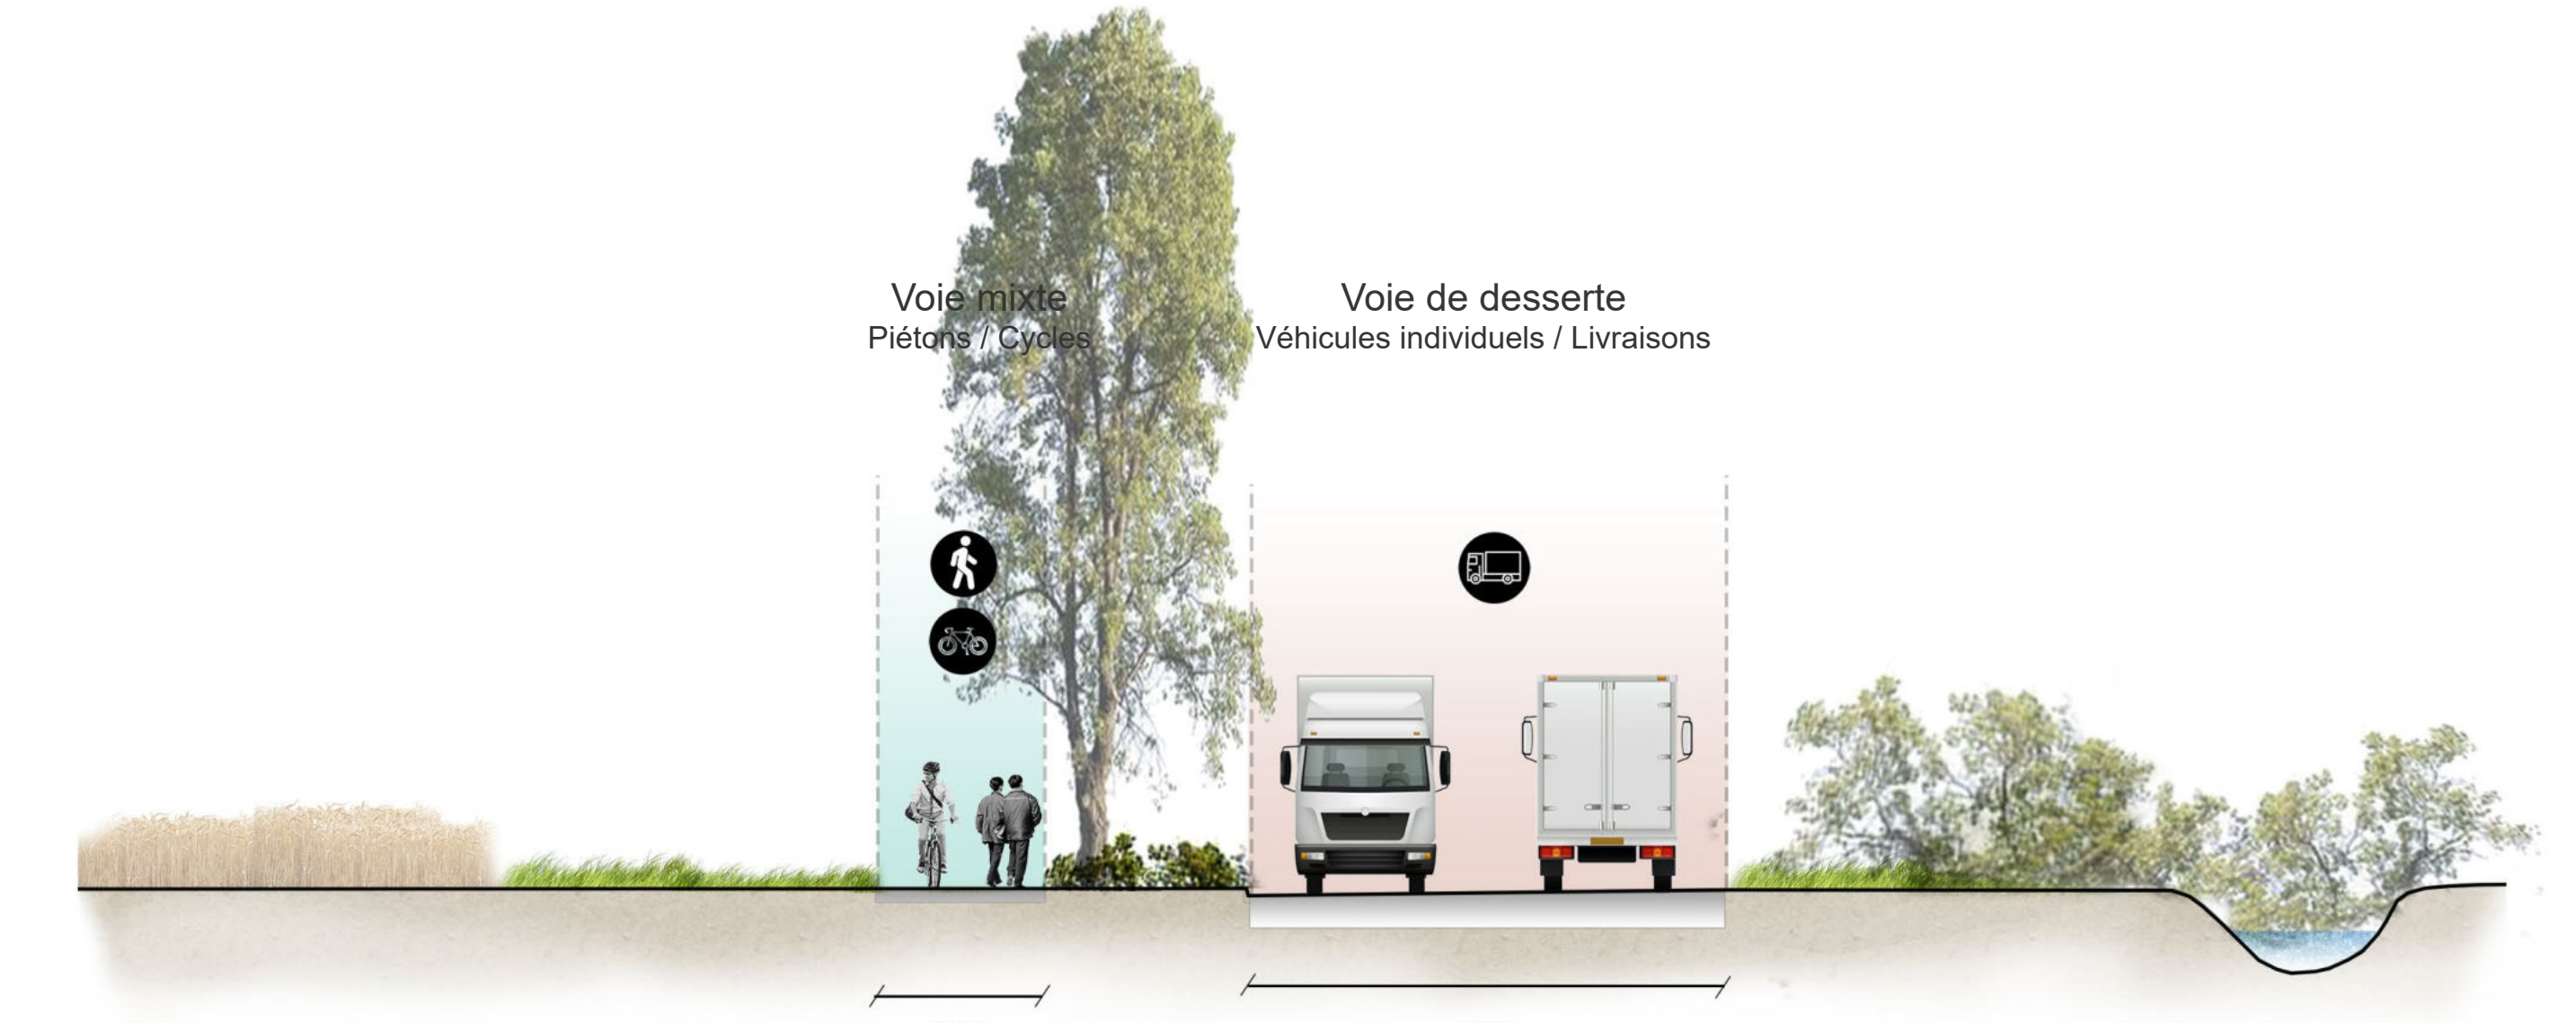 Voie mixte
Piétons / Cycles
Voie de desserte
Véhicules individuels / Livraisons